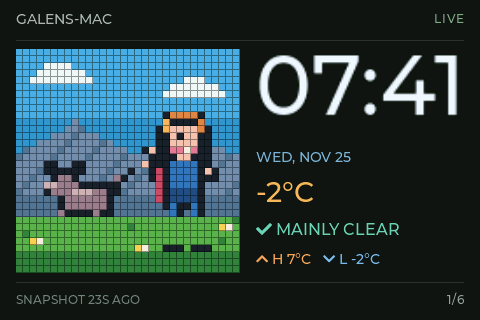 GALENS-MAC
LIVE
07:41
WED, NOV 25
-2°C
MAINLY CLEAR
H 7°C L -2°C
SNAPSHOT 23S AGO
1/6